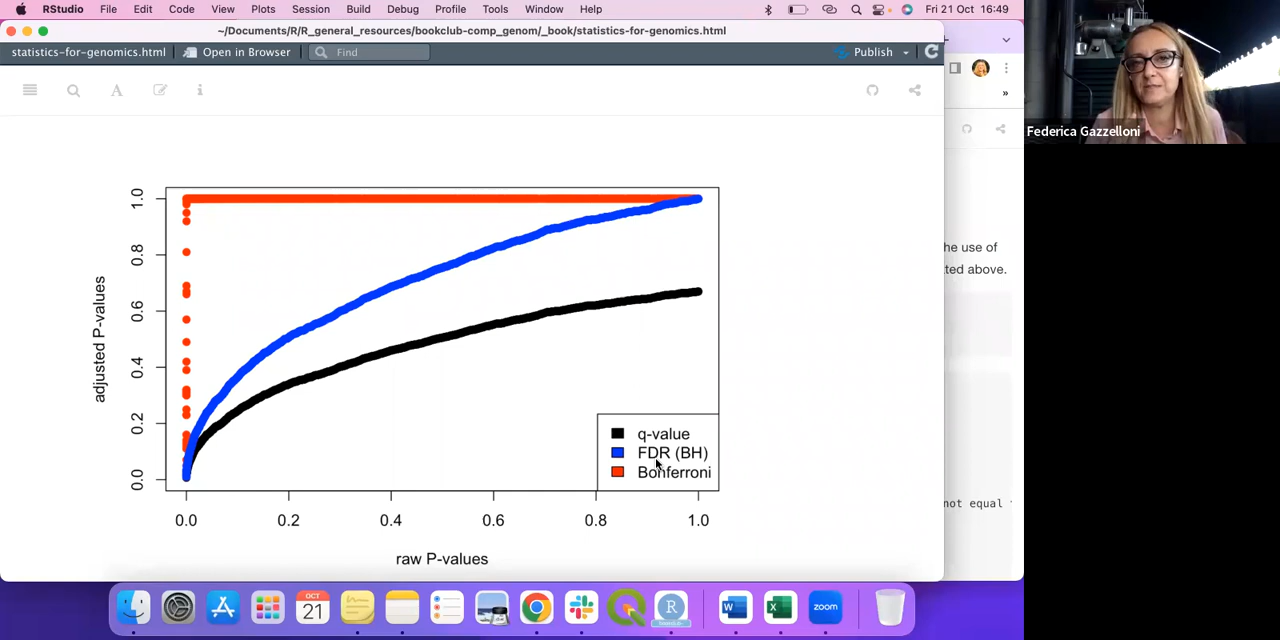 RStudio File Edit Code View Plots Session Build Debug Profile Tools Window Help Fri 21 Oct 16:49
~/Documents/R/R_general_resources/bookclub-comp_genom/_book/statistics-for-genomics.html
statistics-for-genomics.html Open in Browser Find Publish
A i
»
Federica Gazzelloni
he use of
ted above.
not equal
adjusted P-values
1.0
0.8
0.6
0.4
0.2
0.0
q-value
FDR (BH)
Bonferroni
0.0 0.2 0.4 0.6 0.8 1.0
raw P-values
OCT
21
R
W X zoom